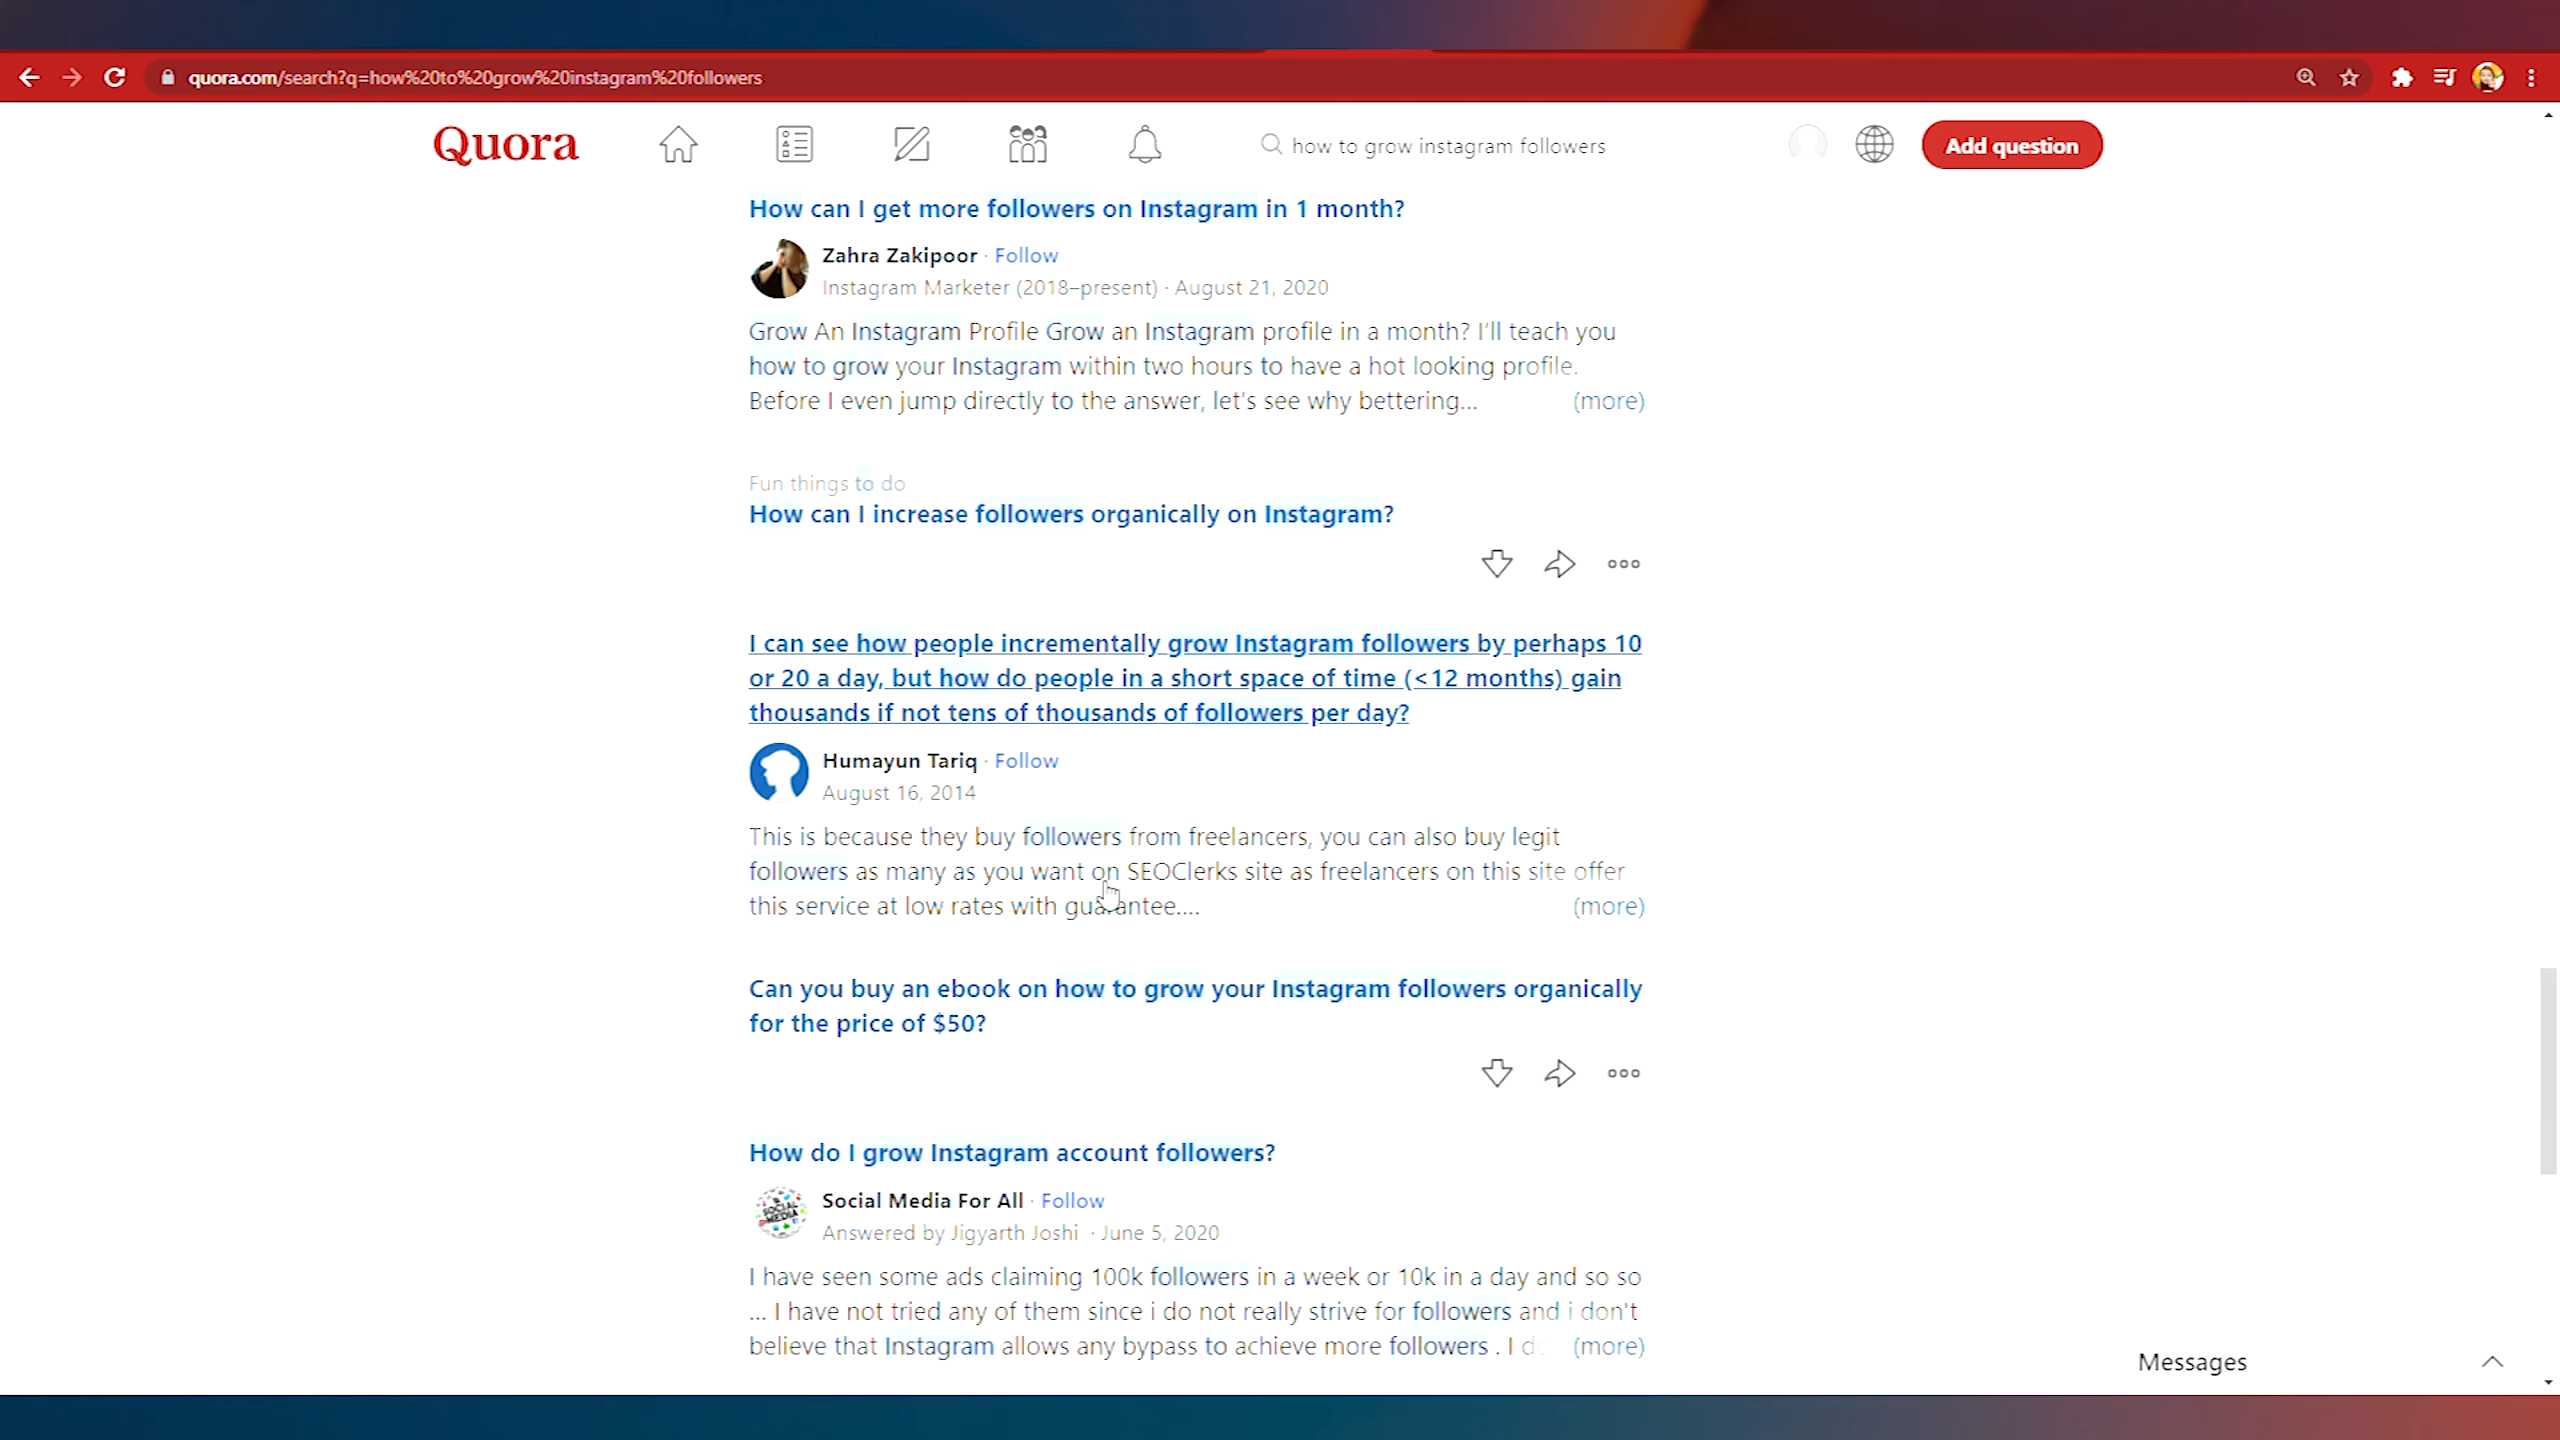 quora.com/search?q=how%20to%20grow%20instagram%20followers
Quora
how to grow instagram followers
Add question
How can I get more followers on Instagram in 1 month?
Zahra Zakipoor · Follow
Instagram Marketer (2018–present) · August 21, 2020
Grow An Instagram Profile Grow an Instagram profile in a month? I'll teach you
how to grow your Instagram within two hours to have a hot looking profile.
Before I even jump directly to the answer, let's see why bettering...
(more)
Fun things to do
How can I increase followers organically on Instagram?
I can see how people incrementally grow Instagram followers by perhaps 10
or 20 a day, but how do people in a short space of time (<12 months) gain
thousands if not tens of thousands of followers per day?
Humayun Tariq · Follow
August 16, 2014
This is because they buy followers from freelancers, you can also buy legit
followers as many as you want on SEOClerks site as freelancers on this site offer
this service at low rates with guarantee....
(more)
Can you buy an ebook on how to grow your Instagram followers organically
for the price of $50?
How do I grow Instagram account followers?
SOCIAL MEDIA
Social Media For All · Follow
Answered by Jigyarth Joshi · June 5, 2020
I have seen some ads claiming 100k followers in a week or 10k in a day and so so
... I have not tried any of them since i do not really strive for followers and i don't
believe that Instagram allows any bypass to achieve more followers . I d
(more)
Messages